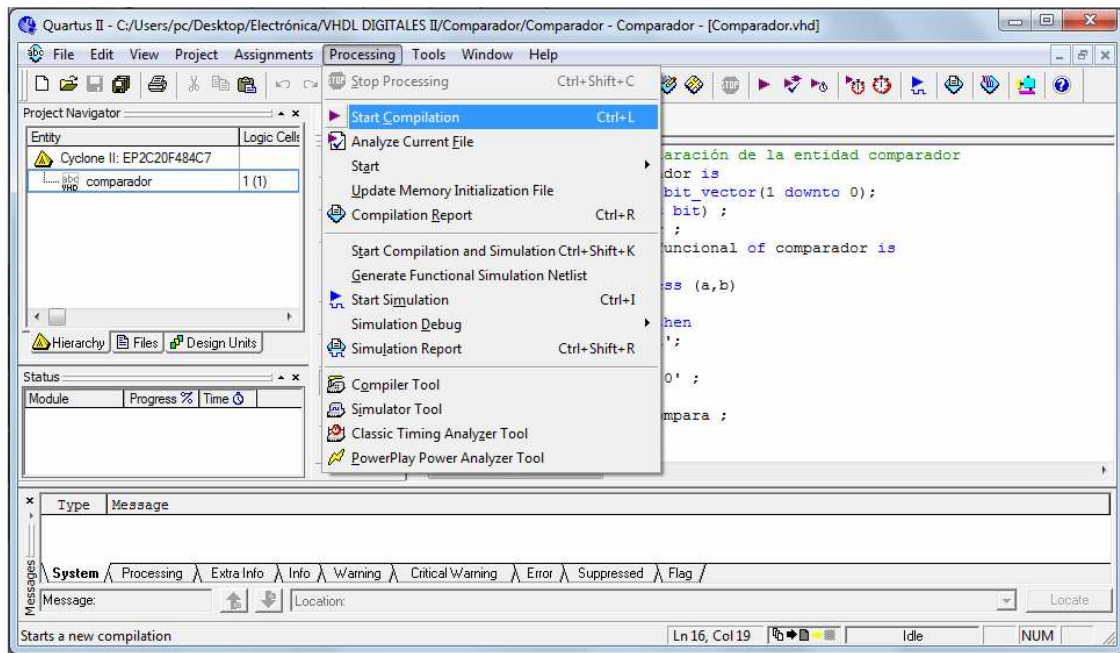 Quartus II - C:/Users/pc/Desktop/Electrónica/VHDL DIGITALES II/Comparador/Comparador - Comparador - [Comparador.vhd]
File Edit View Project Assignments Processing Tools Window Help
Stop Processing Ctrl+Shift+C
Project Navigator
Entity Logic Cells
Cyclone II: EP2C20F484C7
comparador 1 (1)
Hierarchy Files Design Units
Status
Module Progress % Time
Start Compilation Ctrl+L
Analyze Current File
Start
Update Memory Initialization File
Compilation Report Ctrl+R
Start Compilation and Simulation Ctrl+Shift+K
Generate Functional Simulation Netlist
Start Simulation Ctrl+I
Simulation Debug
Simulation Report Ctrl+Shift+R
Compiler Tool
Simulator Tool
Classic Timing Analyzer Tool
PowerPlay Power Analyzer Tool
aración de la entidad comparador
dor is
bit_vector(1 downto 0);
bit) ;
;
uncional of comparador is
ss (a,b)
hen
';
0' ;
mpara ;
Type Message
System Processing Extra Info Info Warning Critical Warning Error Suppressed Flag
Messages
Message: Location: Locate
Starts a new compilation Ln 16, Col 19 Idle NUM